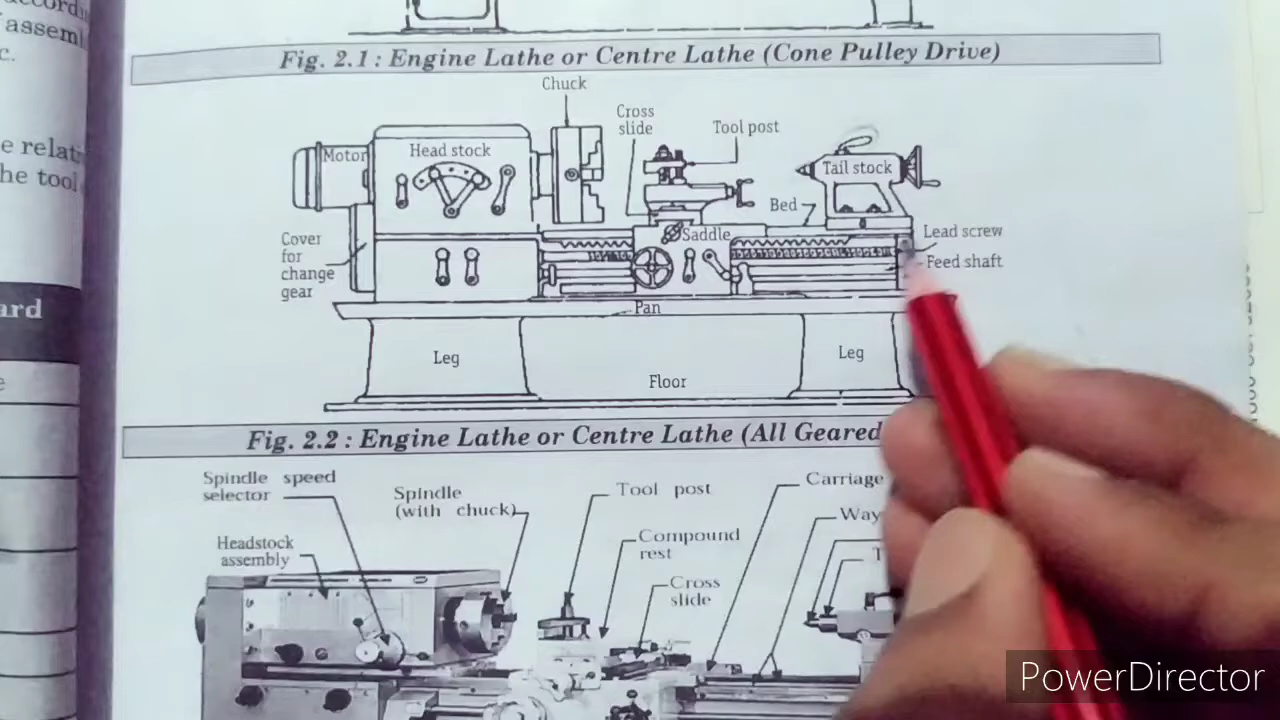 accordi
assem
c.
e relat
he tool
ard
e
Fig. 2.1 : Engine Lathe or Centre Lathe (Cone Pulley Drive)
Chuck
Cross
slide
Tool post
Motor
Head stock
Tail stock
Bed
Saddle
Lead screw
Feed shaft
Cover
for
change
gear
Pan
Leg
Leg
Floor
Fig. 2.2 : Engine Lathe or Centre Lathe (All Geared
Spindle speed
selector
Spindle
(with chuck)
Tool post
Carriage
Way
Compound
rest
Headstock
assembly
T
Cross
slide
PowerDirector